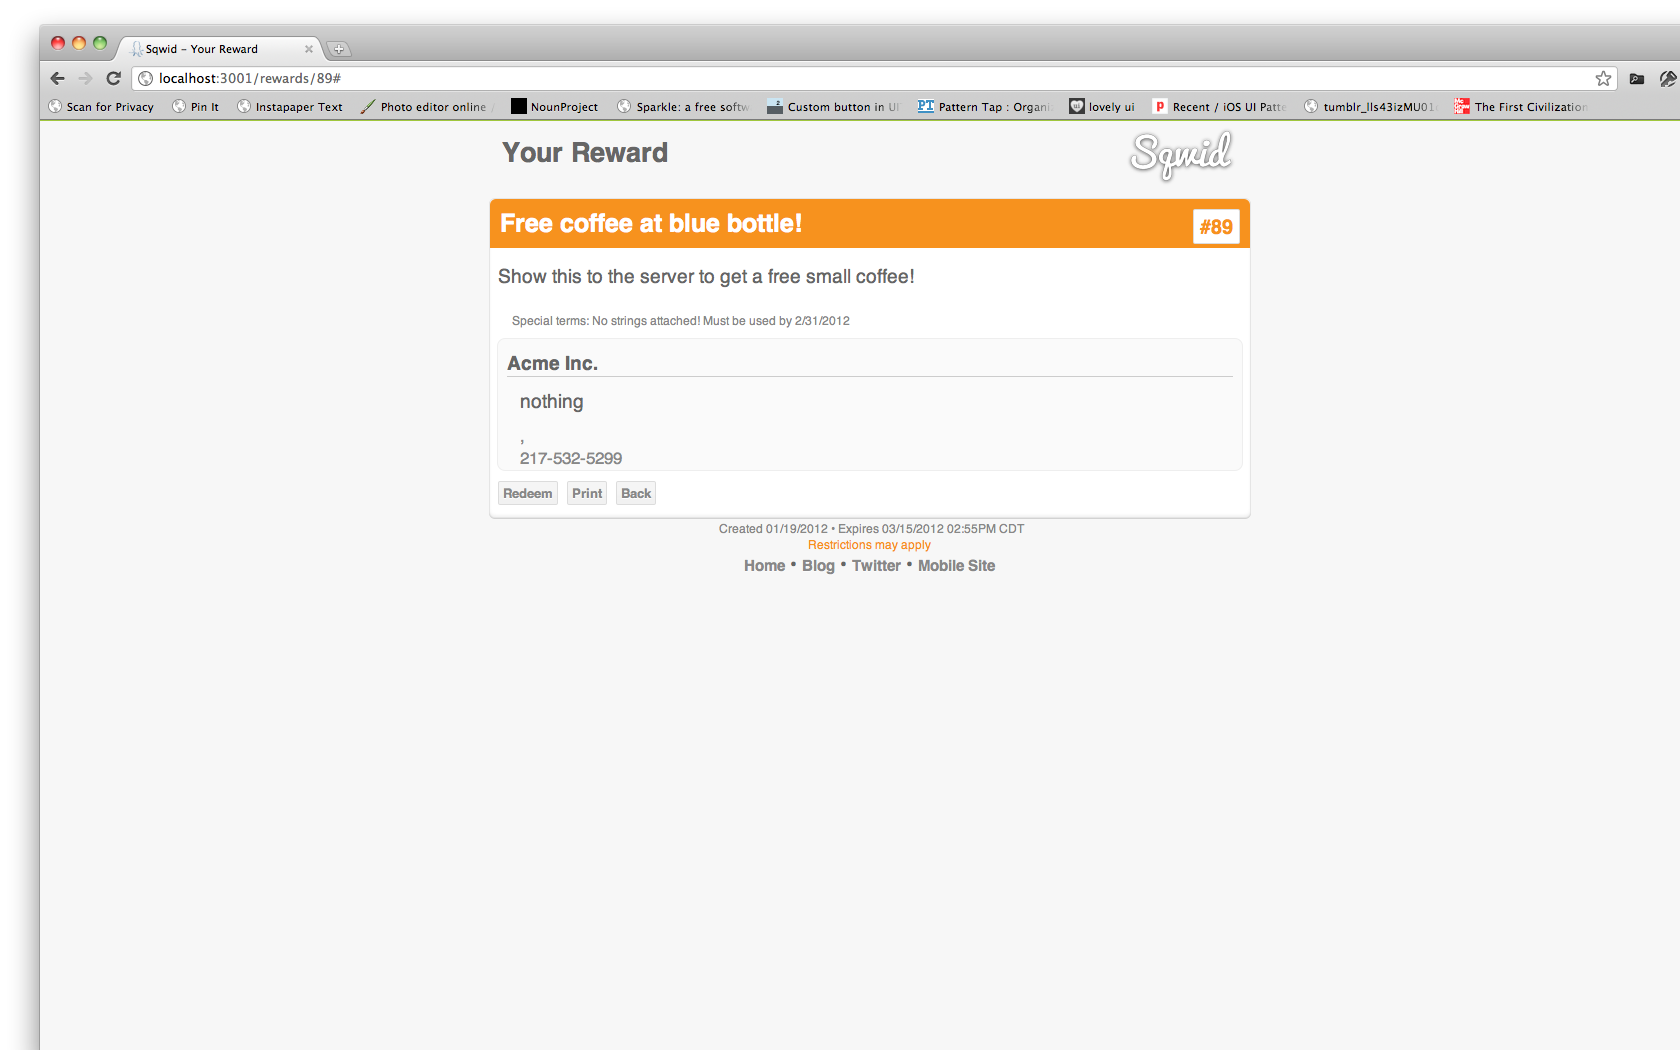 Sqwid – Your Reward
localhost:3001/rewards/89#
Scan for Privacy Pin It Instapaper Text Photo editor online NounProject Sparkle: a free softw Custom button in UI PT Pattern Tap : Organi lovely ui Recent / iOS UI Patte tumblr_lls43izMU01 The First Civilization
Your Reward Sqwid
Free coffee at blue bottle! #89
Show this to the server to get a free small coffee!
Special terms: No strings attached! Must be used by 2/31/2012
Acme Inc.
nothing
,
217-532-5299
Redeem Print Back
Created 01/19/2012 • Expires 03/15/2012 02:55PM CDT
Restrictions may apply
Home • Blog • Twitter • Mobile Site